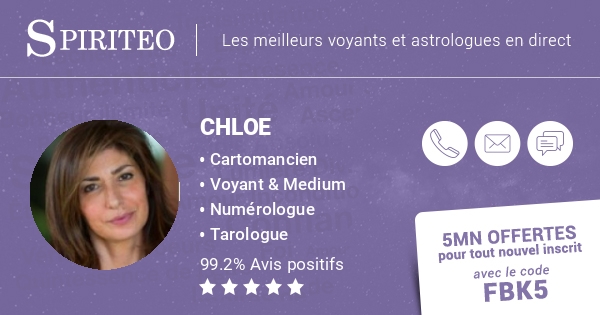 SPIRITEO
Les meilleurs voyants et astrologues en direct
CHLOE
• Cartomancien
• Voyant & Medium
• Numérologue
• Tarologue
99.2% Avis positifs
5MN OFFERTES
pour tout nouvel inscrit
avec le code
FBK5